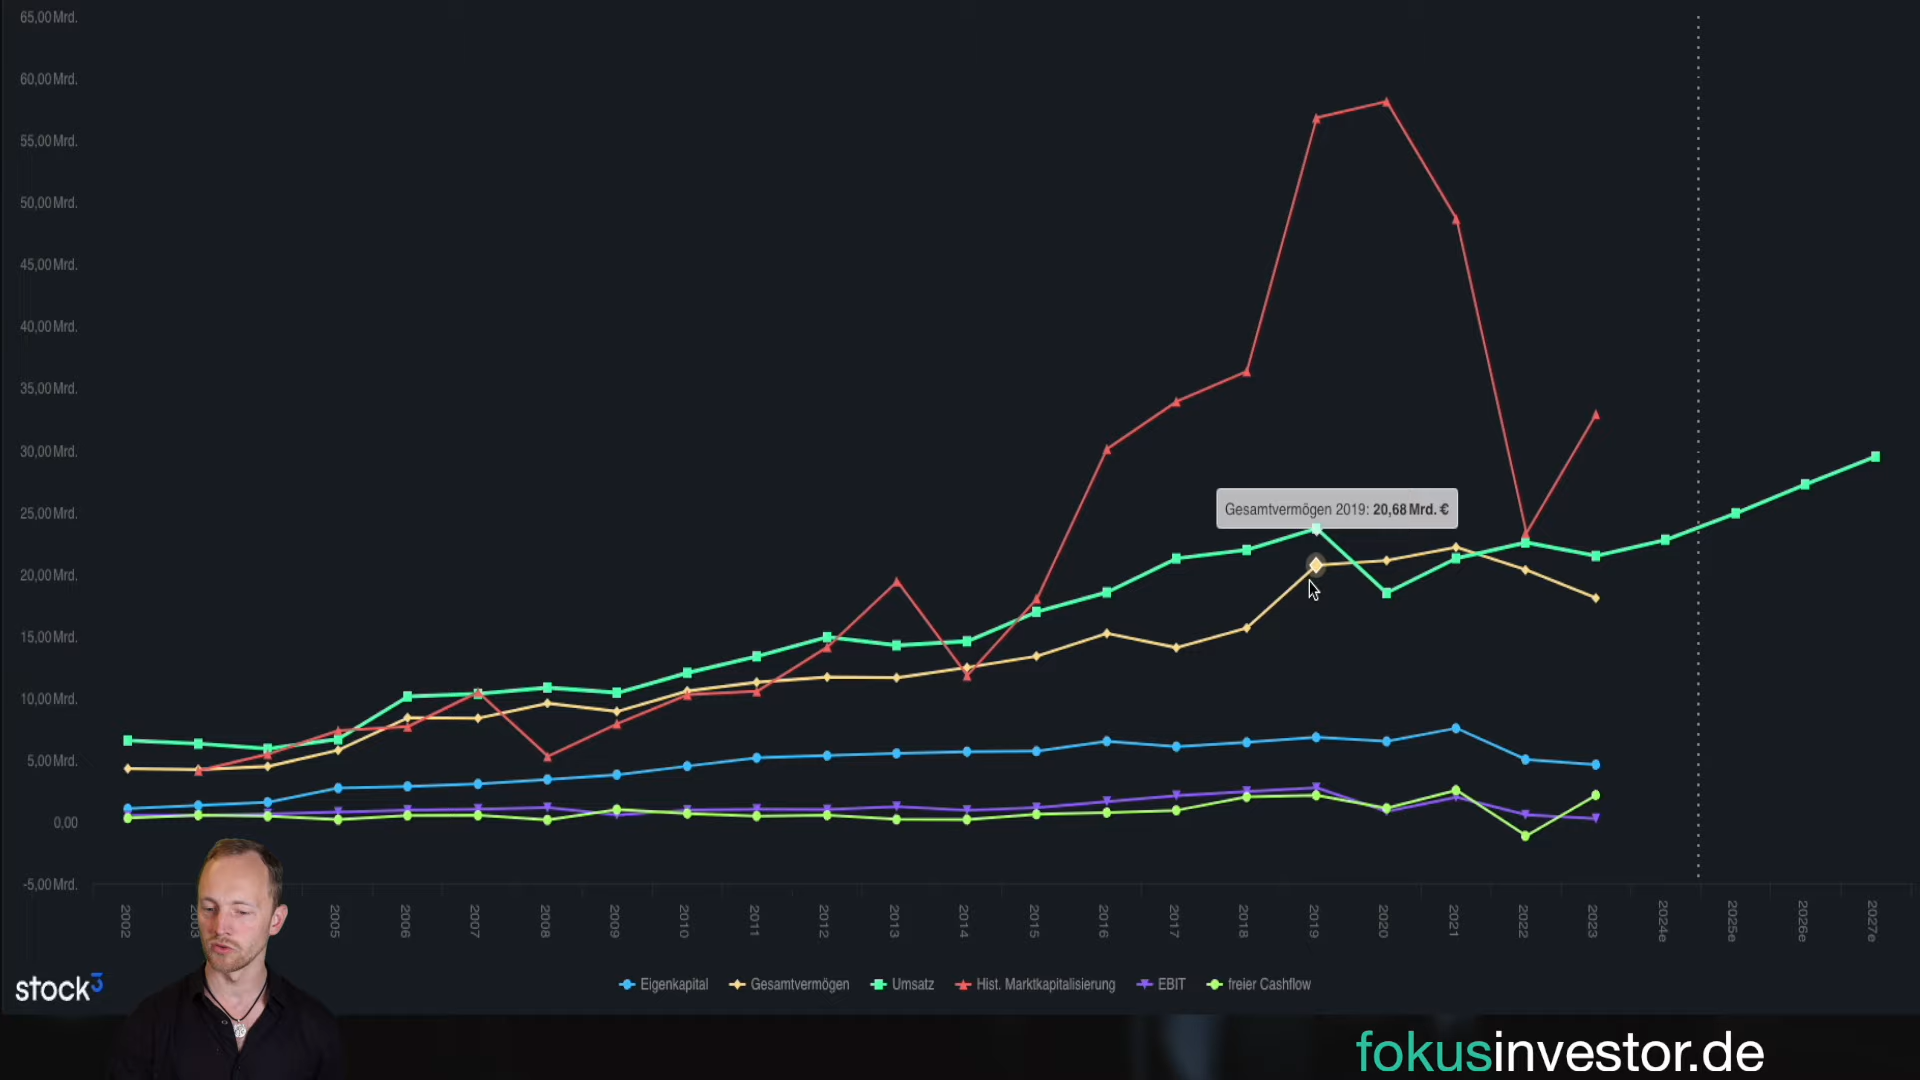 65,00 Mrd.
60,00 Mrd.
55,00 Mrd.
50,00 Mrd.
45,00 Mrd.
40,00 Mrd.
35,00 Mrd.
30,00 Mrd.
25,00 Mrd.
20,00 Mrd.
15,00 Mrd.
10,00 Mrd.
5,00 Mrd.
0,00
-5,00 Mrd.
Gesamtvermögen 2019: 20,68 Mrd. €
2002 2005 2006 2007 2008 2009 2010 2011 2012 2013 2014 2015 2016 2017 2018 2019 2020 2021 2022 2023 2024e 2025e 2026e 2027e
Eigenkapital Gesamtvermögen Umsatz Hist. Marktkapitalisierung EBIT freier Cashflow
stock3
fokusinvestor.de